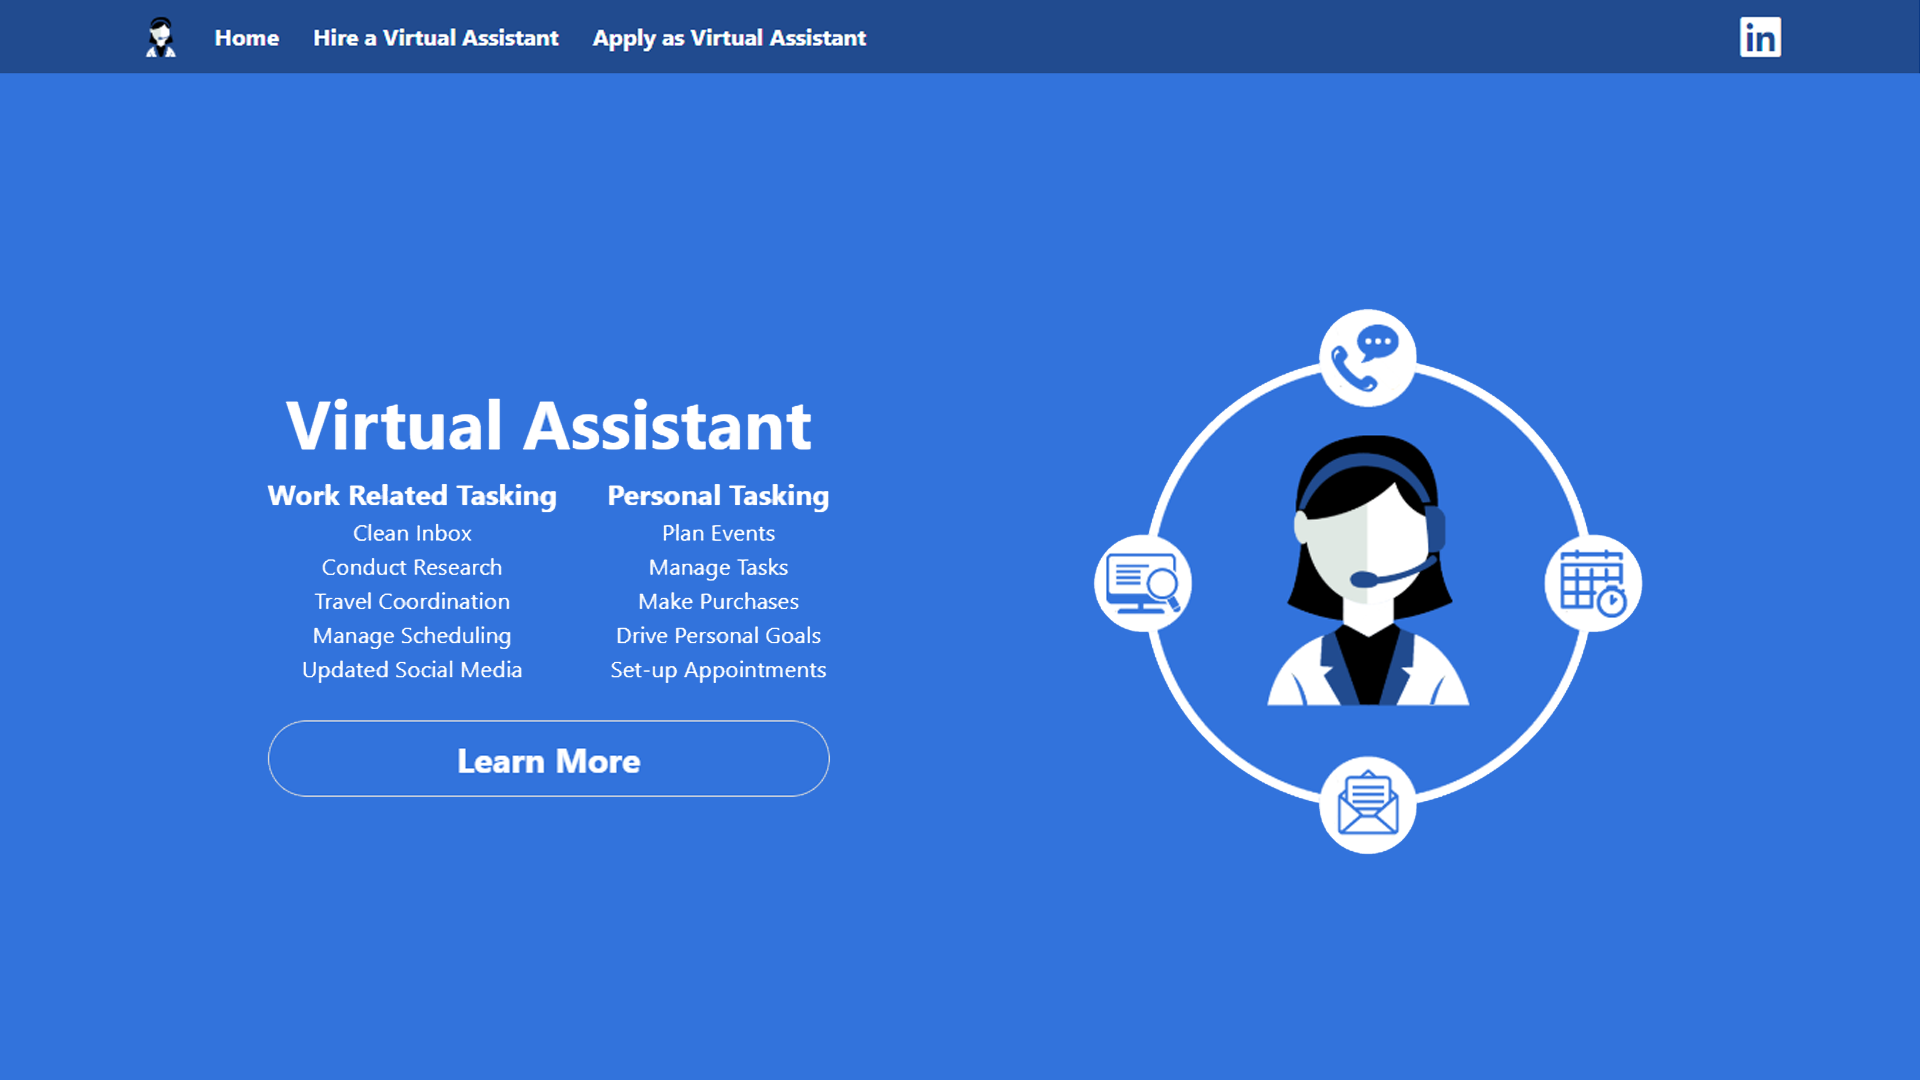 Home
Hire a Virtual Assistant
Apply as Virtual Assistant
in
Virtual Assistant
Work Related Tasking
Clean Inbox
Conduct Research
Travel Coordination
Manage Scheduling
Updated Social Media
Personal Tasking
Plan Events
Manage Tasks
Make Purchases
Drive Personal Goals
Set-up Appointments
Learn More